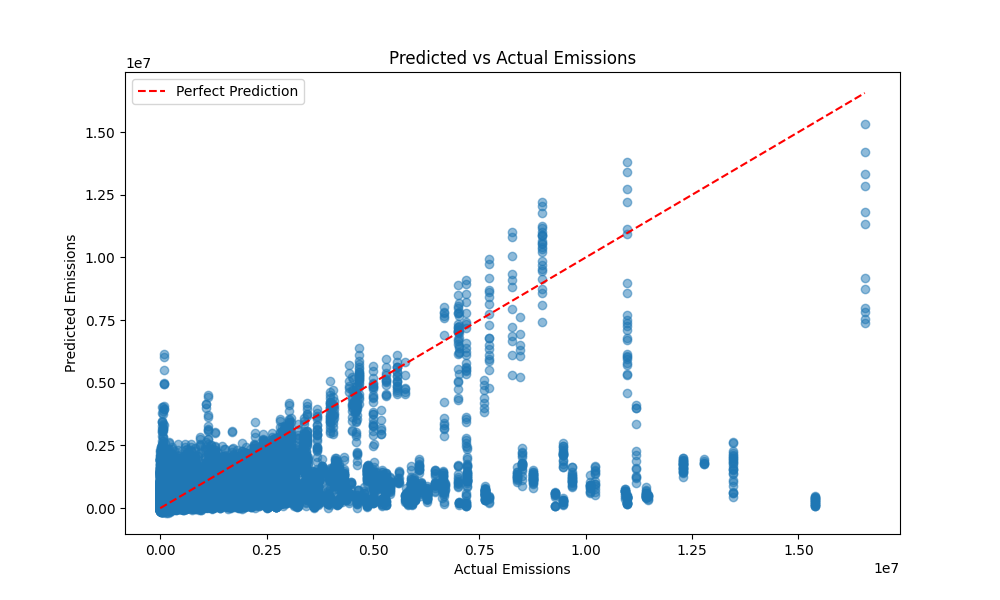 Predicted vs Actual Emissions
1e7
Perfect Prediction
1.50
1.25
1.00
0.75
0.50
0.25
0.00
Predicted Emissions
0.00 0.25 0.50 0.75 1.00 1.25 1.50
Actual Emissions
1e7